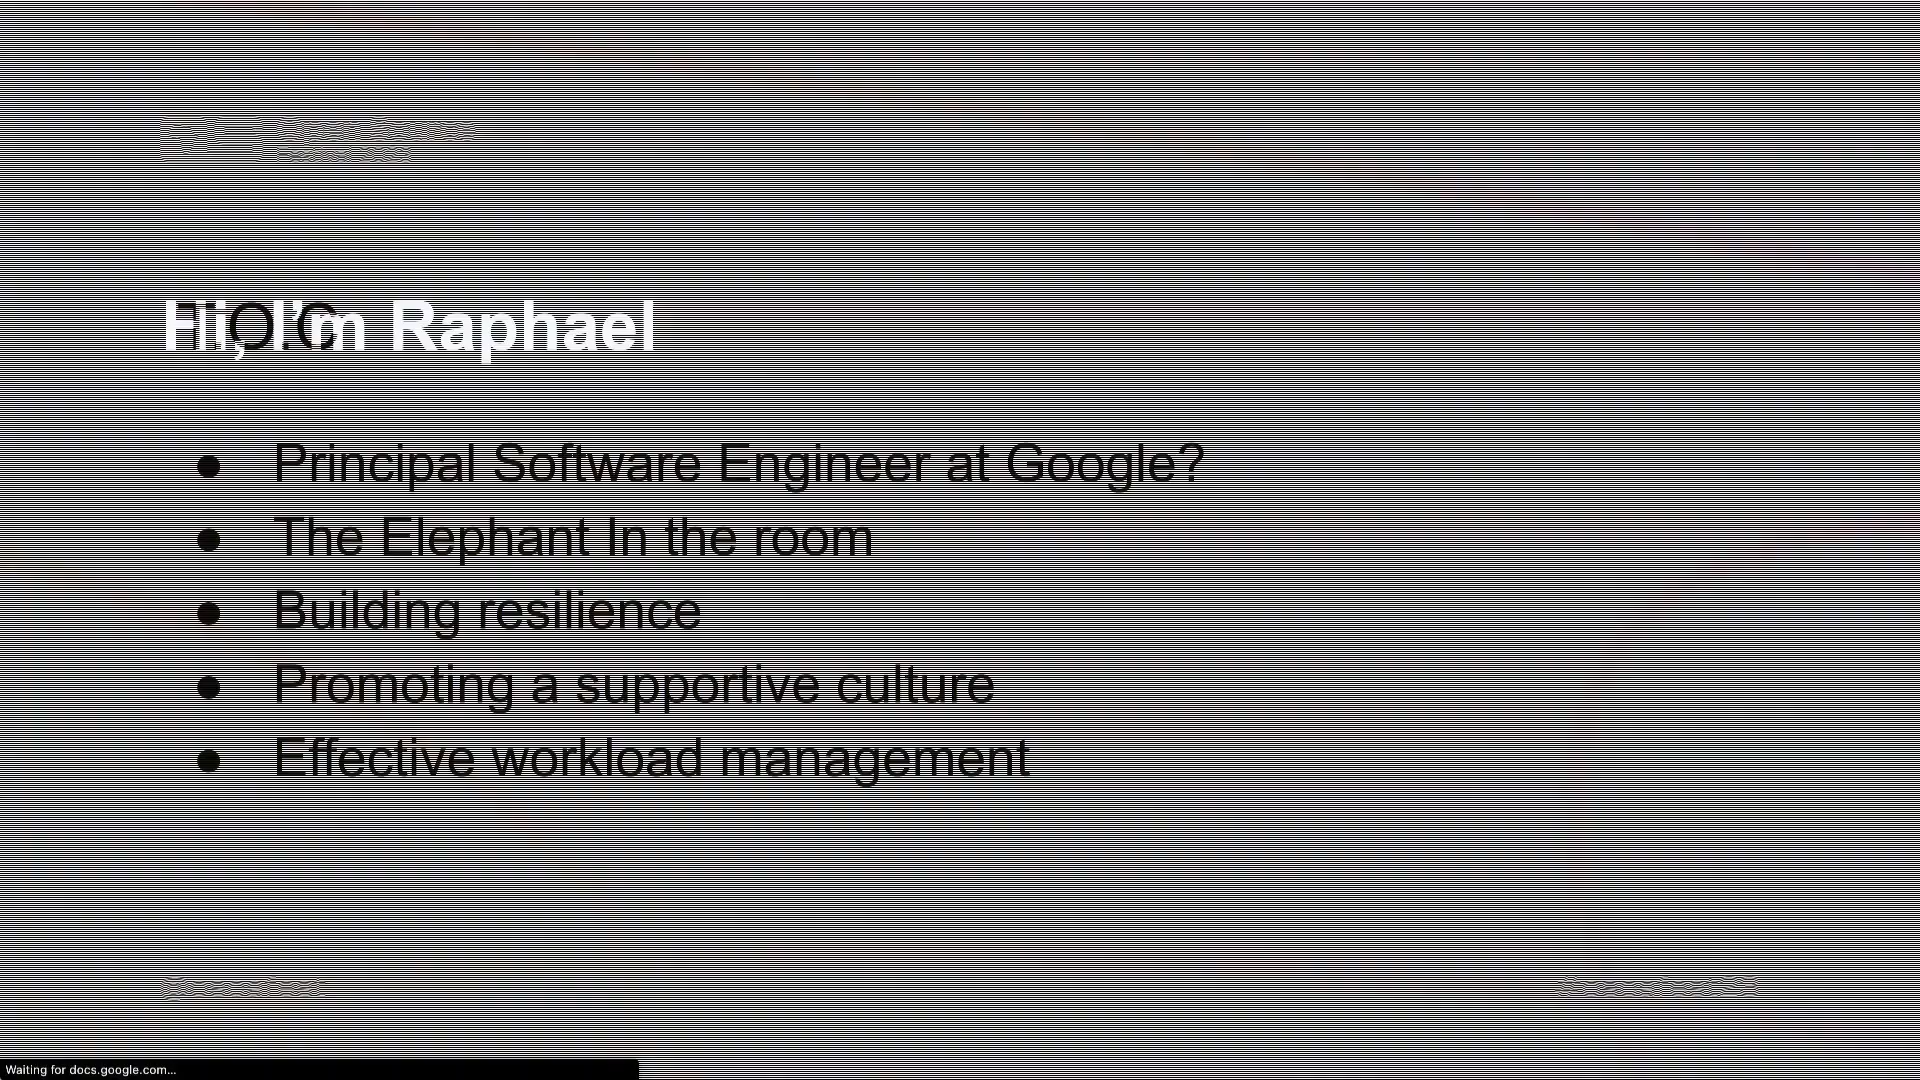 Hi, I'm Raphael
● Principal Software Engineer at Google?
● The Elephant In the room
● Building resilience
● Promoting a supportive culture
● Effective workload management
Waiting for docs.google.com...